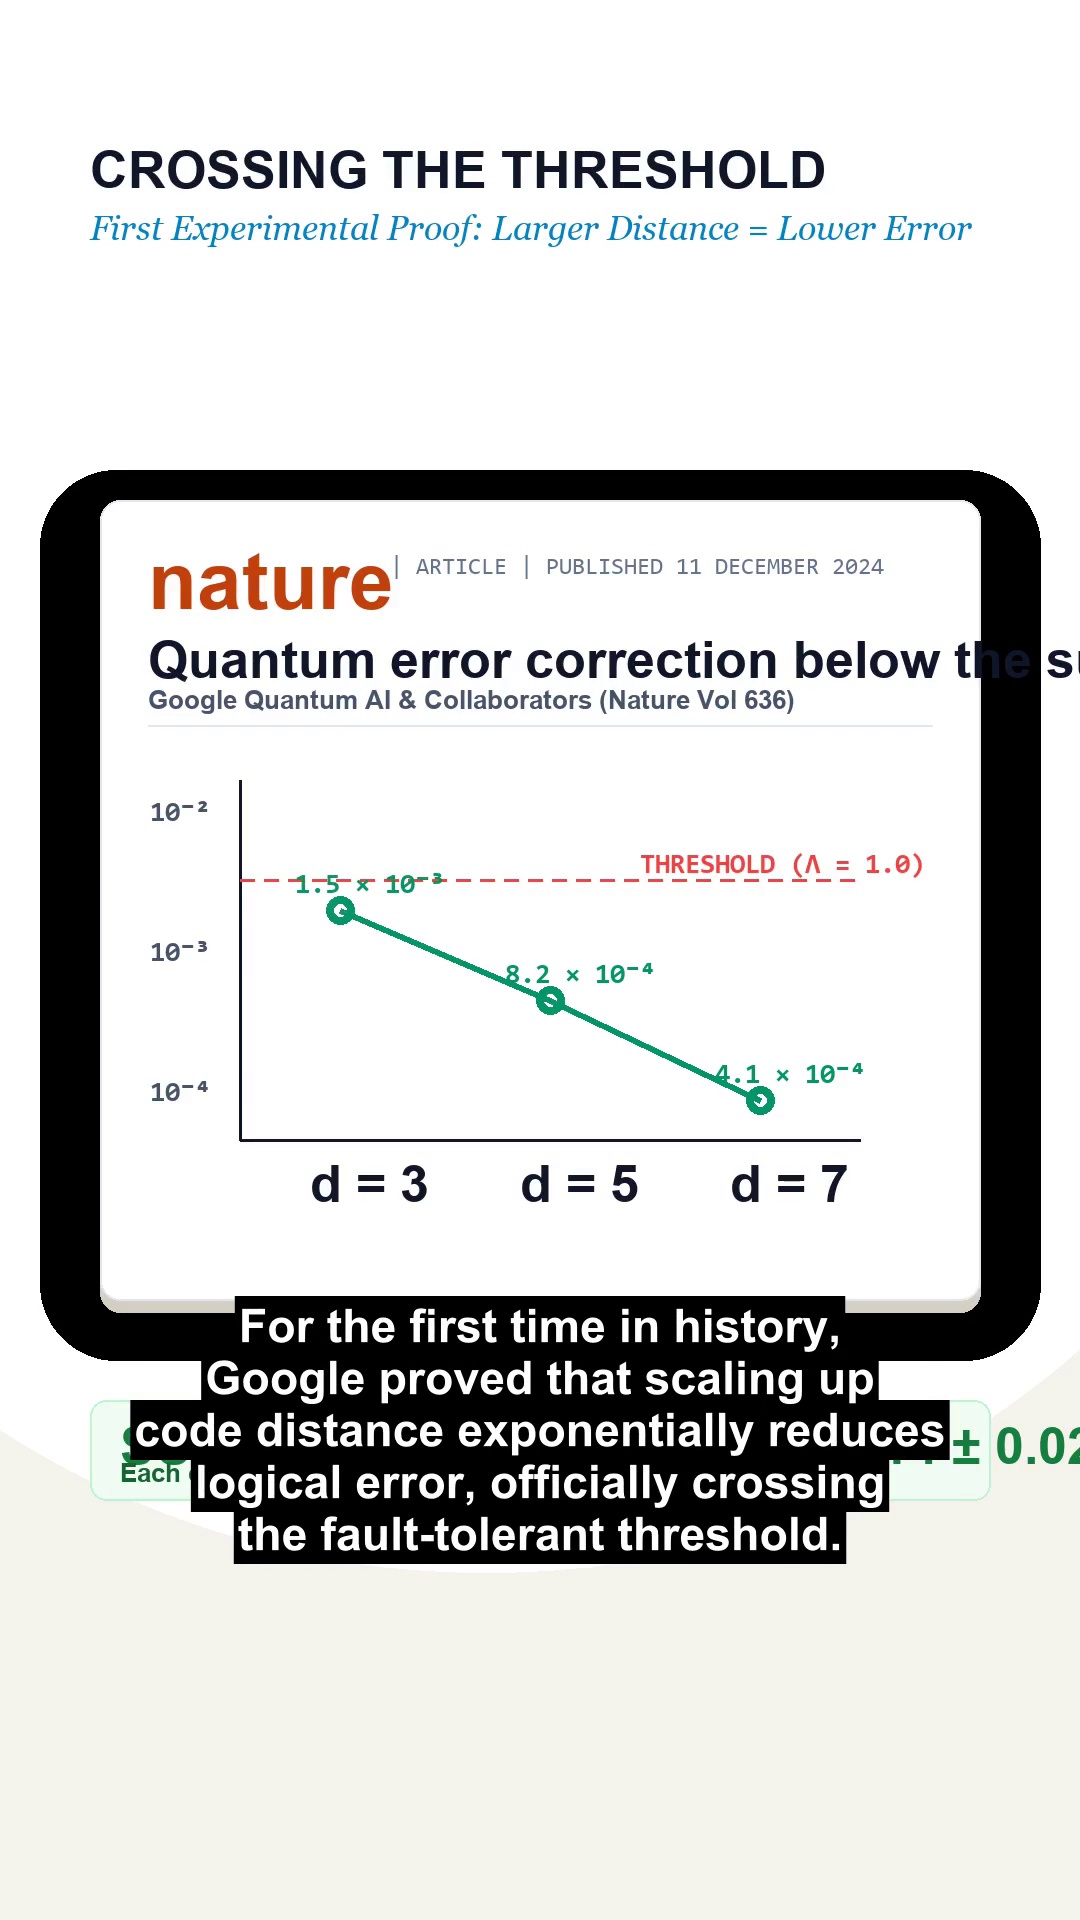 CROSSING THE THRESHOLD
First Experimental Proof: Larger Distance = Lower Error
nature | ARTICLE | PUBLISHED 11 DECEMBER 2024
Quantum error correction below the su
Google Quantum AI & Collaborators (Nature Vol 636)
10⁻²
THRESHOLD (Λ = 1.0)
1.5 × 10⁻³
10⁻³
8.2 × 10⁻⁴
4.1 × 10⁻⁴
10⁻⁴
d = 3 d = 5 d = 7
For the first time in history,
Google proved that scaling up
code distance exponentially reduces
logical error, officially crossing
the fault-tolerant threshold.
± 0.02
Each